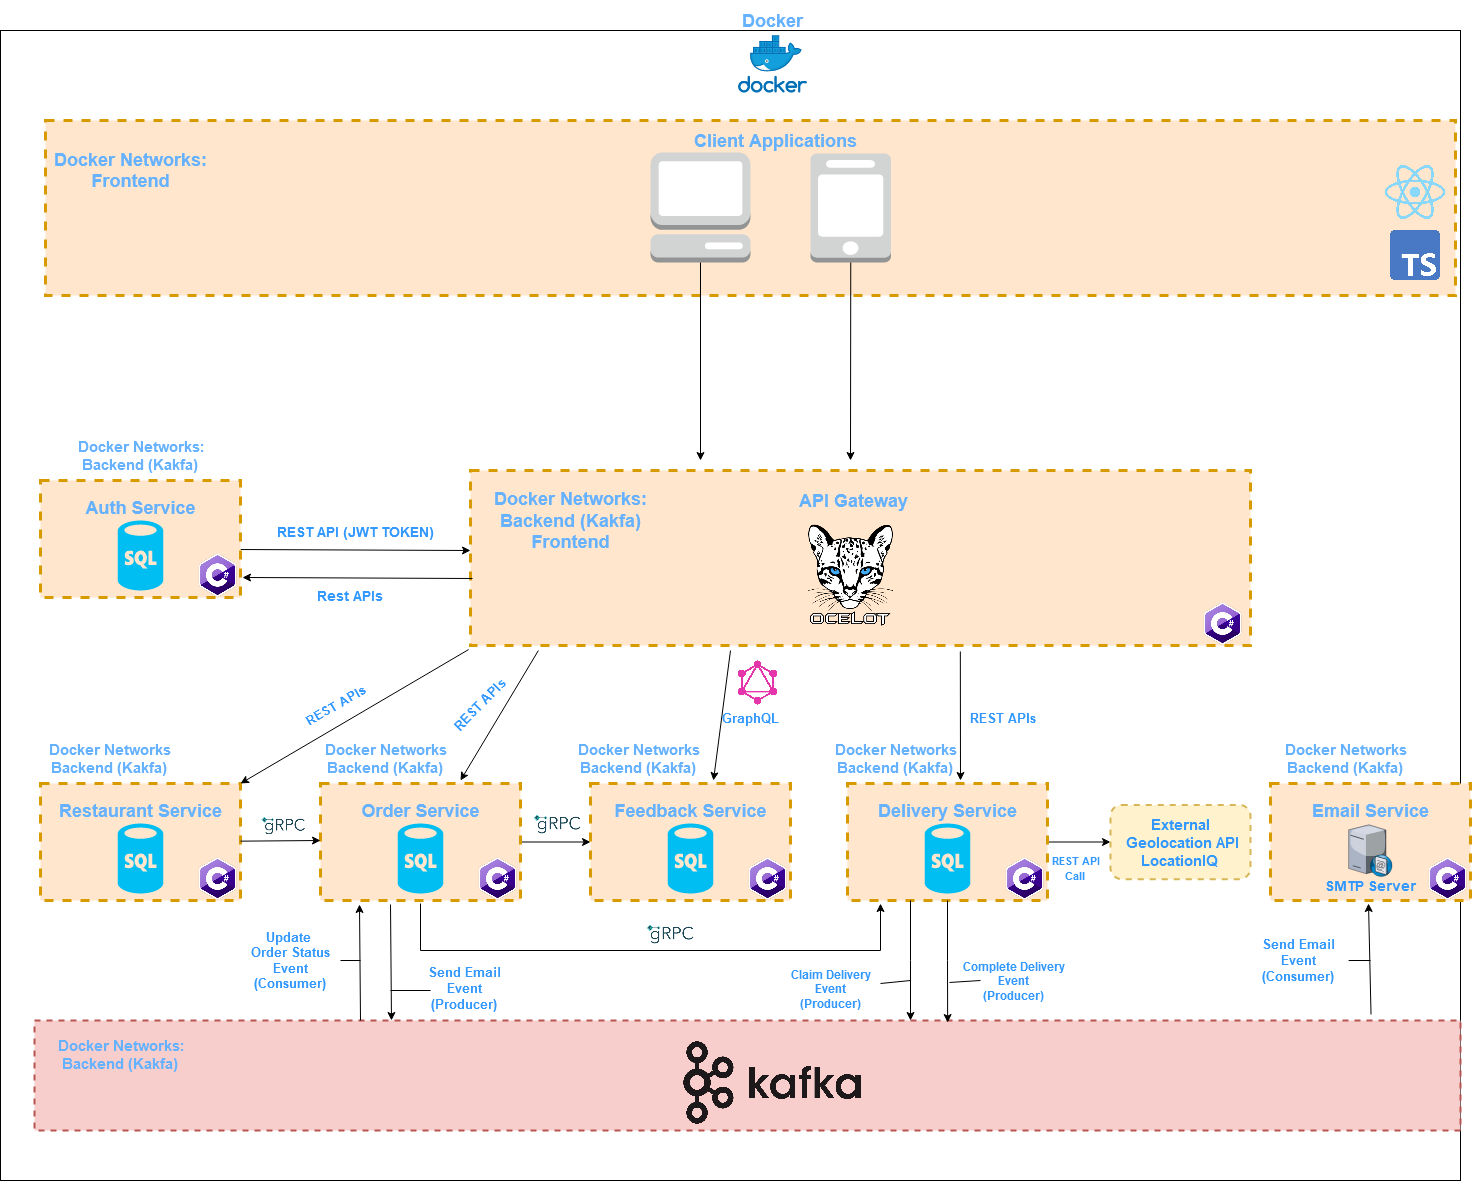 Docker
docker
Client Applications
Docker Networks:
Frontend
TS
Docker Networks:
Backend (Kakfa)
Auth Service
SQL
C#
REST API (JWT TOKEN)
Rest APIs
Docker Networks:
Backend (Kakfa)
Frontend
API Gateway
OCELOT
C#
REST APIs
REST APIs
GraphQL
REST APIs
Docker Networks
Backend (Kakfa)
Restaurant Service
SQL
C#
gRPC
Docker Networks
Backend (Kakfa)
Order Service
SQL
C#
gRPC
Docker Networks
Backend (Kakfa)
Feedback Service
SQL
C#
Docker Networks
Backend (Kakfa)
Delivery Service
SQL
C#
REST API
Call
External
Geolocation API
LocationIQ
Docker Networks
Backend (Kakfa)
Email Service
SMTP Server
C#
Update
Order Status
Event
(Consumer)
Send Email
Event
(Producer)
gRPC
Claim Delivery
Event
(Producer)
Complete Delivery
Event
(Producer)
Send Email
Event
(Consumer)
Docker Networks:
Backend (Kakfa)
kafka